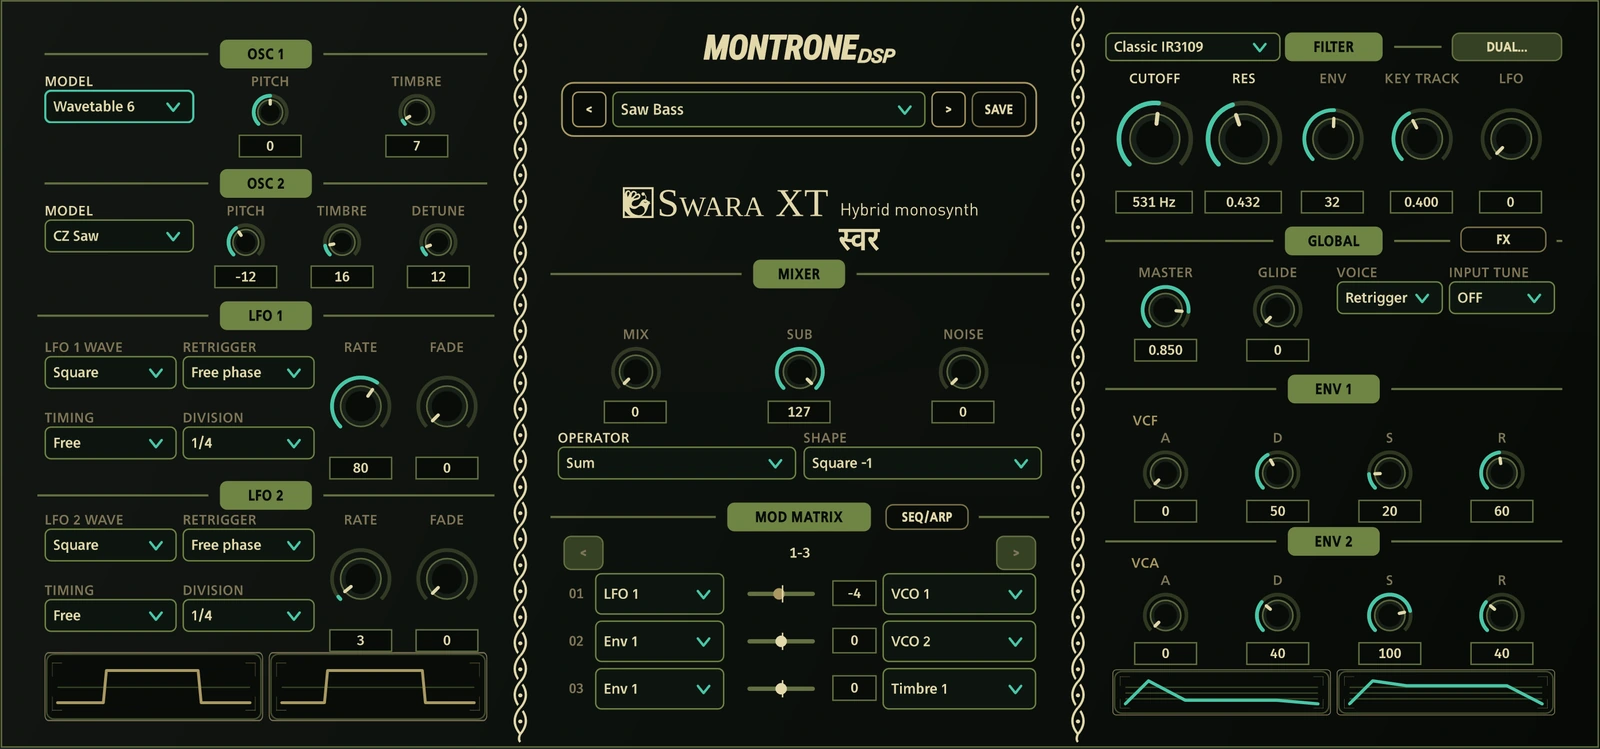 OSC 1
MODEL PITCH TIMBRE
Wavetable 6
0 7
OSC 2
MODEL PITCH TIMBRE DETUNE
CZ Saw
-12 16 12
LFO 1
LFO 1 WAVE RETRIGGER RATE FADE
Square Free phase
TIMING DIVISION
Free 1/4
80 0
LFO 2
LFO 2 WAVE RETRIGGER RATE FADE
Square Free phase
TIMING DIVISION
Free 1/4
3 0
MONTRONE DSP
< Saw Bass > SAVE
SWARA XT Hybrid monosynth
स्वर
MIXER
MIX SUB NOISE
0 127 0
OPERATOR SHAPE
Sum Square -1
MOD MATRIX SEQ/ARP
< 1-3 >
01 LFO 1 -4 VCO 1
02 Env 1 0 VCO 2
03 Env 1 0 Timbre 1
Classic IR3109 FILTER DUAL...
CUTOFF RES ENV KEY TRACK LFO
531 Hz 0.432 32 0.400 0
GLOBAL FX
MASTER GLIDE VOICE INPUT TUNE
Retrigger OFF
0.850 0
ENV 1
VCF
A D S R
0 50 20 60
ENV 2
VCA
A D S R
0 40 100 40